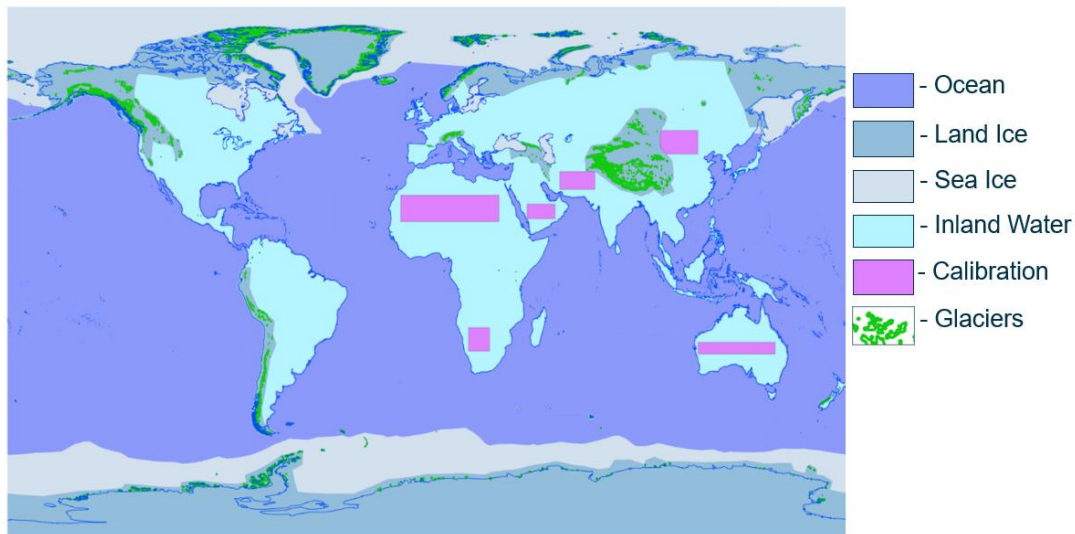 - Ocean
- Land Ice
- Sea Ice
- Inland Water
- Calibration
- Glaciers